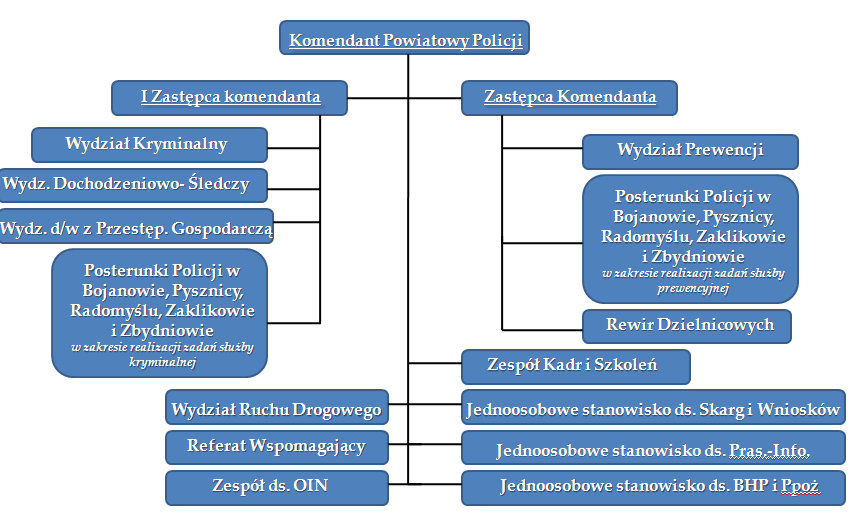 Komendant Powiatowy Policji
I Zastępca komendanta
Zastępca Komendanta
Wydział Kryminalny
Wydz. Dochodzeniowo- Śledczy
Wydz. d/w z Przestęp. Gospodarczą
Posterunki Policji w
Bojanowie, Pysznicy,
Radomyślu, Zaklikowie
i Zbydniowie
w zakresie realizacji zadań służby
kryminalnej
Wydział Prewencji
Posterunki Policji w
Bojanowie, Pysznicy,
Radomyślu, Zaklikowie
i Zbydniowie
w zakresie realizacji zadań służby
prewencyjnej
Rewir Dzielnicowych
Zespół Kadr i Szkoleń
Wydział Ruchu Drogowego
Jednoosobowe stanowisko ds. Skarg i Wniosków
Referat Wspomagający
Jednoosobowe stanowisko ds. Pras.-Info.
Zespół ds. OIN
Jednoosobowe stanowisko ds. BHP i Ppoż